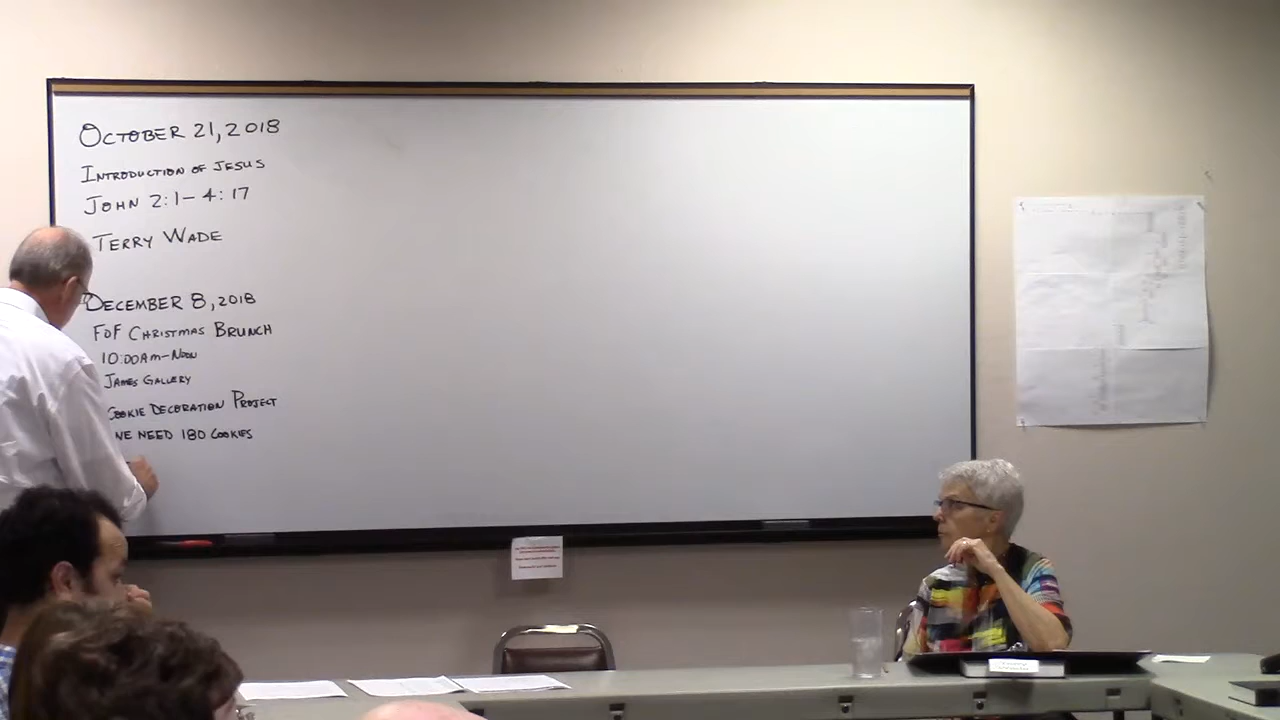 OCTOBER 21, 2018
INTRODUCTION OF JESUS
JOHN 2:1-4:17
TERRY WADE
DECEMBER 8, 2018
FOF CHRISTMAS BRUNCH
10:00AM-NOON
JAMES GALLERY
COOKIE DECORATION PROJECT
WE NEED 180 COOKIES